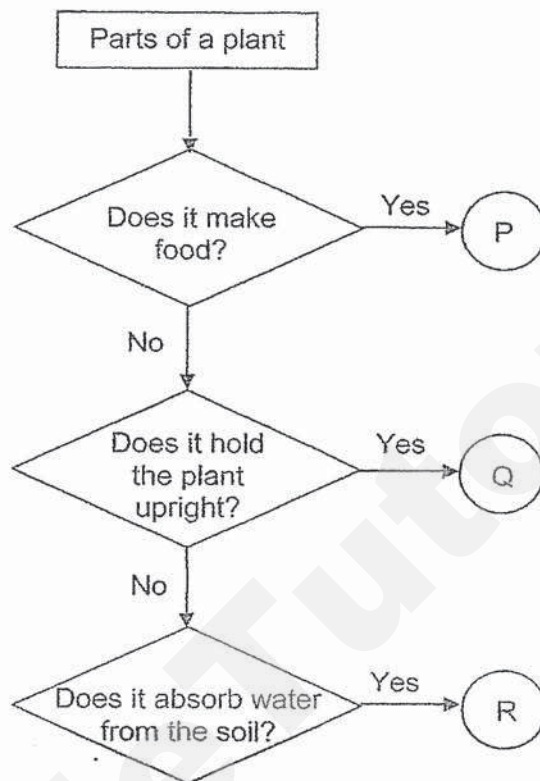 Parts of a plant
Does it make
food?
Yes
P
No
Does it hold
the plant
upright?
Yes
Q
No
Does it absorb water
from the soil?
Yes
R